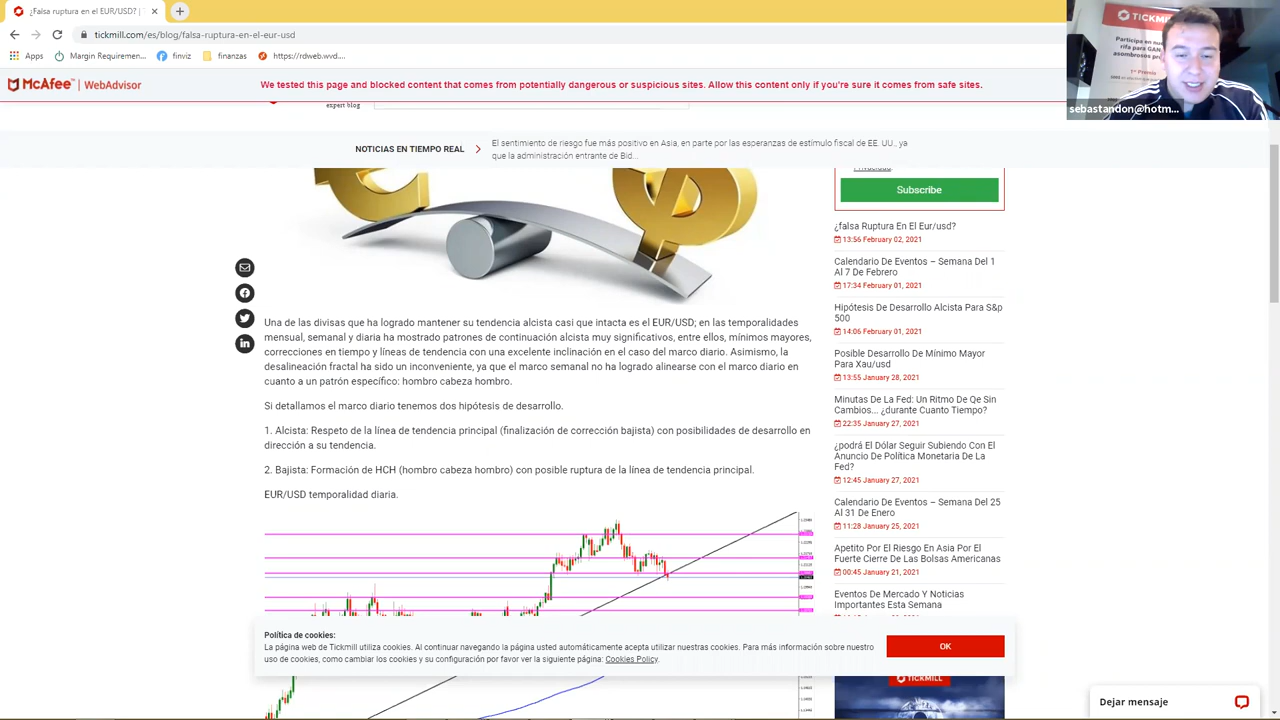 ¿Falsa ruptura en el EUR/USD? | T
tickmill.com/es/blog/falsa-ruptura-en-el-eur-usd
Apps
Margin Requiremen...
finviz
finanzas
https://rdweb.wvd....
McAfee™ | WebAdvisor
We tested this page and blocked content that comes from potentially dangerous or suspicious sites. Allow this content only if you're sure it comes from safe sites.
expert blog
TICKMILL
Participa en nu
rifa para GAN
asombrosos pr
1º Premio
sebastandon@hotm...
NOTICIAS EN TIEMPO REAL
El sentimiento de riesgo fue más positivo en Asia, en parte por las esperanzas de estímulo fiscal de EE. UU., ya
que la administración entrante de Bid...
Privacidad.
Subscribe
Una de las divisas que ha logrado mantener su tendencia alcista casi que intacta es el EUR/USD; en las temporalidades
mensual, semanal y diaria ha mostrado patrones de continuación alcista muy significativos, entre ellos, mínimos mayores,
correcciones en tiempo y líneas de tendencia con una excelente inclinación en el caso del marco diario. Asimismo, la
desalineación fractal ha sido un inconveniente, ya que el marco semanal no ha logrado alinearse con el marco diario en
cuanto a un patrón específico: hombro cabeza hombro.
Si detallamos el marco diario tenemos dos hipótesis de desarrollo.
1. Alcista: Respeto de la línea de tendencia principal (finalización de corrección bajista) con posibilidades de desarrollo en
dirección a su tendencia.
2. Bajista: Formación de HCH (hombro cabeza hombro) con posible ruptura de la línea de tendencia principal.
EUR/USD temporalidad diaria.
¿falsa Ruptura En El Eur/usd?
13:56 February 02, 2021
Calendario De Eventos – Semana Del 1
Al 7 De Febrero
17:34 February 01, 2021
Hipótesis De Desarrollo Alcista Para S&p
500
14:06 February 01, 2021
Posible Desarrollo De Mínimo Mayor
Para Xau/usd
13:55 January 28, 2021
Minutas De La Fed: Un Ritmo De Qe Sin
Cambios... ¿durante Cuanto Tiempo?
22:35 January 27, 2021
¿podrá El Dólar Seguir Subiendo Con El
Anuncio De Política Monetaria De La
Fed?
12:45 January 27, 2021
Calendario De Eventos – Semana Del 25
Al 31 De Enero
11:28 January 25, 2021
Apetito Por El Riesgo En Asia Por El
Fuerte Cierre De Las Bolsas Americanas
00:45 January 21, 2021
Eventos De Mercado Y Noticias
Importantes Esta Semana
Política de cookies:
La página web de Tickmill utiliza cookies. Al continuar navegando la página usted automáticamente acepta utilizar nuestras cookies. Para más información sobre nuestro
uso de cookies, como cambiar los cookies y su configuración por favor ver la siguiente página: Cookies Policy.
OK
TICKMILL
Dejar mensaje